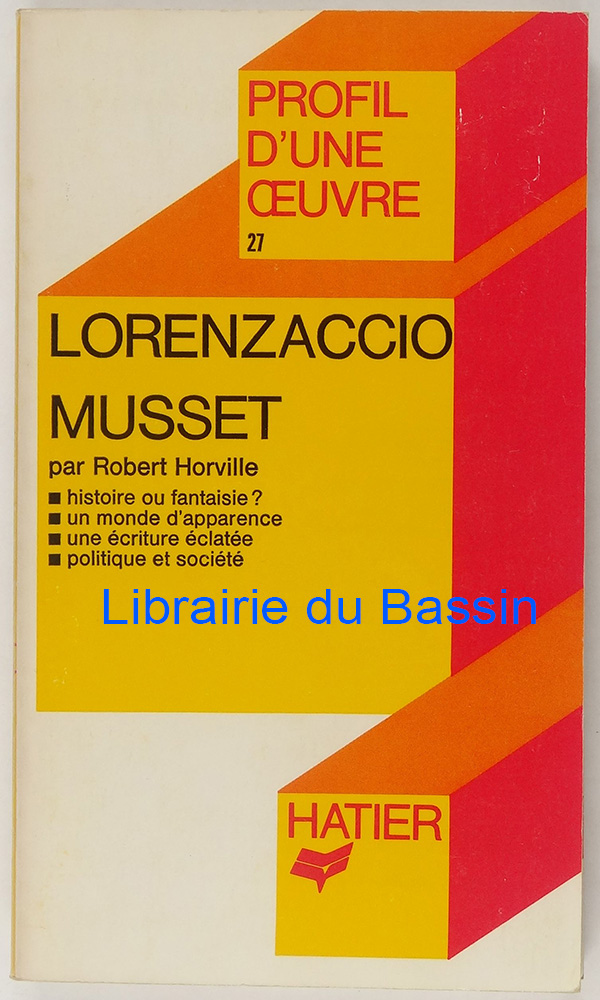 PROFIL
D'UNE
ŒUVRE
27
LORENZACCIO
MUSSET
par Robert Horville
■ histoire ou fantaisie ?
■ un monde d'apparence
■ une écriture éclatée
■ politique et société
Librairie du Bassin
HATIER